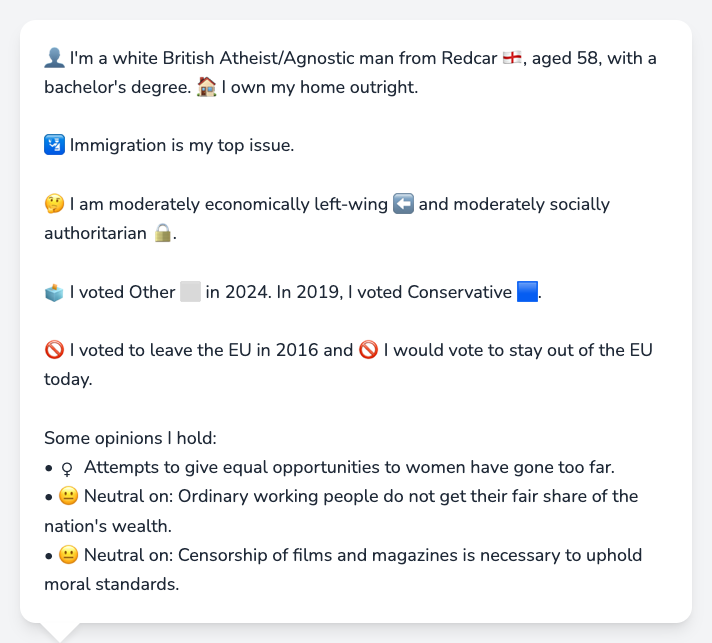 👤 I'm a white British Atheist/Agnostic man from Redcar 🏴󠁧󠁢󠁥󠁮󠁧󠁿, aged 58, with a
bachelor's degree. 🏠 I own my home outright.
🛂 Immigration is my top issue.
🤔 I am moderately economically left-wing ⬅️ and moderately socially
authoritarian 🔒.
🗳️ I voted Other ⬜ in 2024. In 2019, I voted Conservative 🟦.
🚫 I voted to leave the EU in 2016 and 🚫 I would vote to stay out of the EU
today.
Some opinions I hold:
• ♀ Attempts to give equal opportunities to women have gone too far.
• 😐 Neutral on: Ordinary working people do not get their fair share of the
nation's wealth.
• 😐 Neutral on: Censorship of films and magazines is necessary to uphold
moral standards.